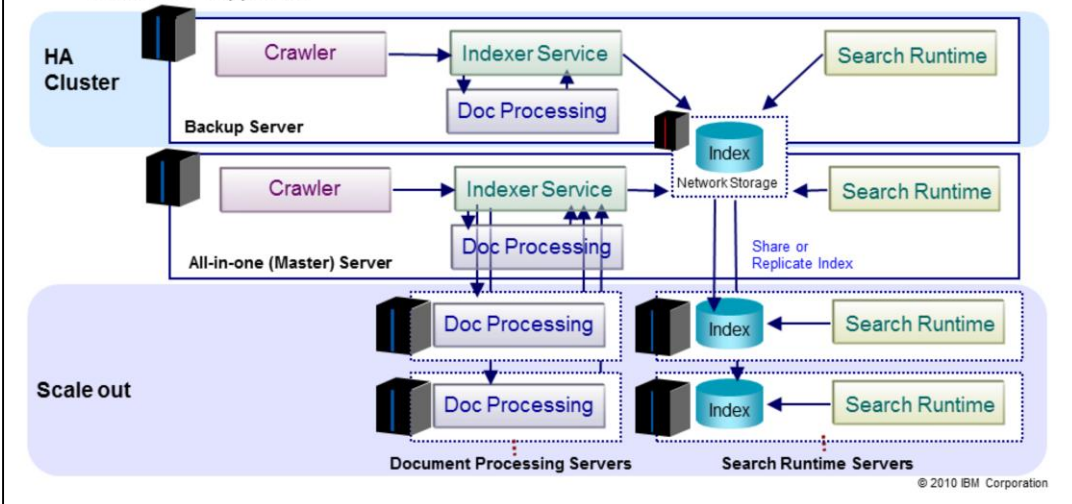 HA
Cluster
Crawler
Indexer Service
Search Runtime
Doc Processing
Backup Server
Index
Network Storage
Crawler
Indexer Service
Search Runtime
Doc Processing
Share or
Replicate Index
All-in-one (Master) Server
Doc Processing
Index
Search Runtime
Scale out
Doc Processing
Index
Search Runtime
Document Processing Servers
Search Runtime Servers
© 2010 IBM Corporation